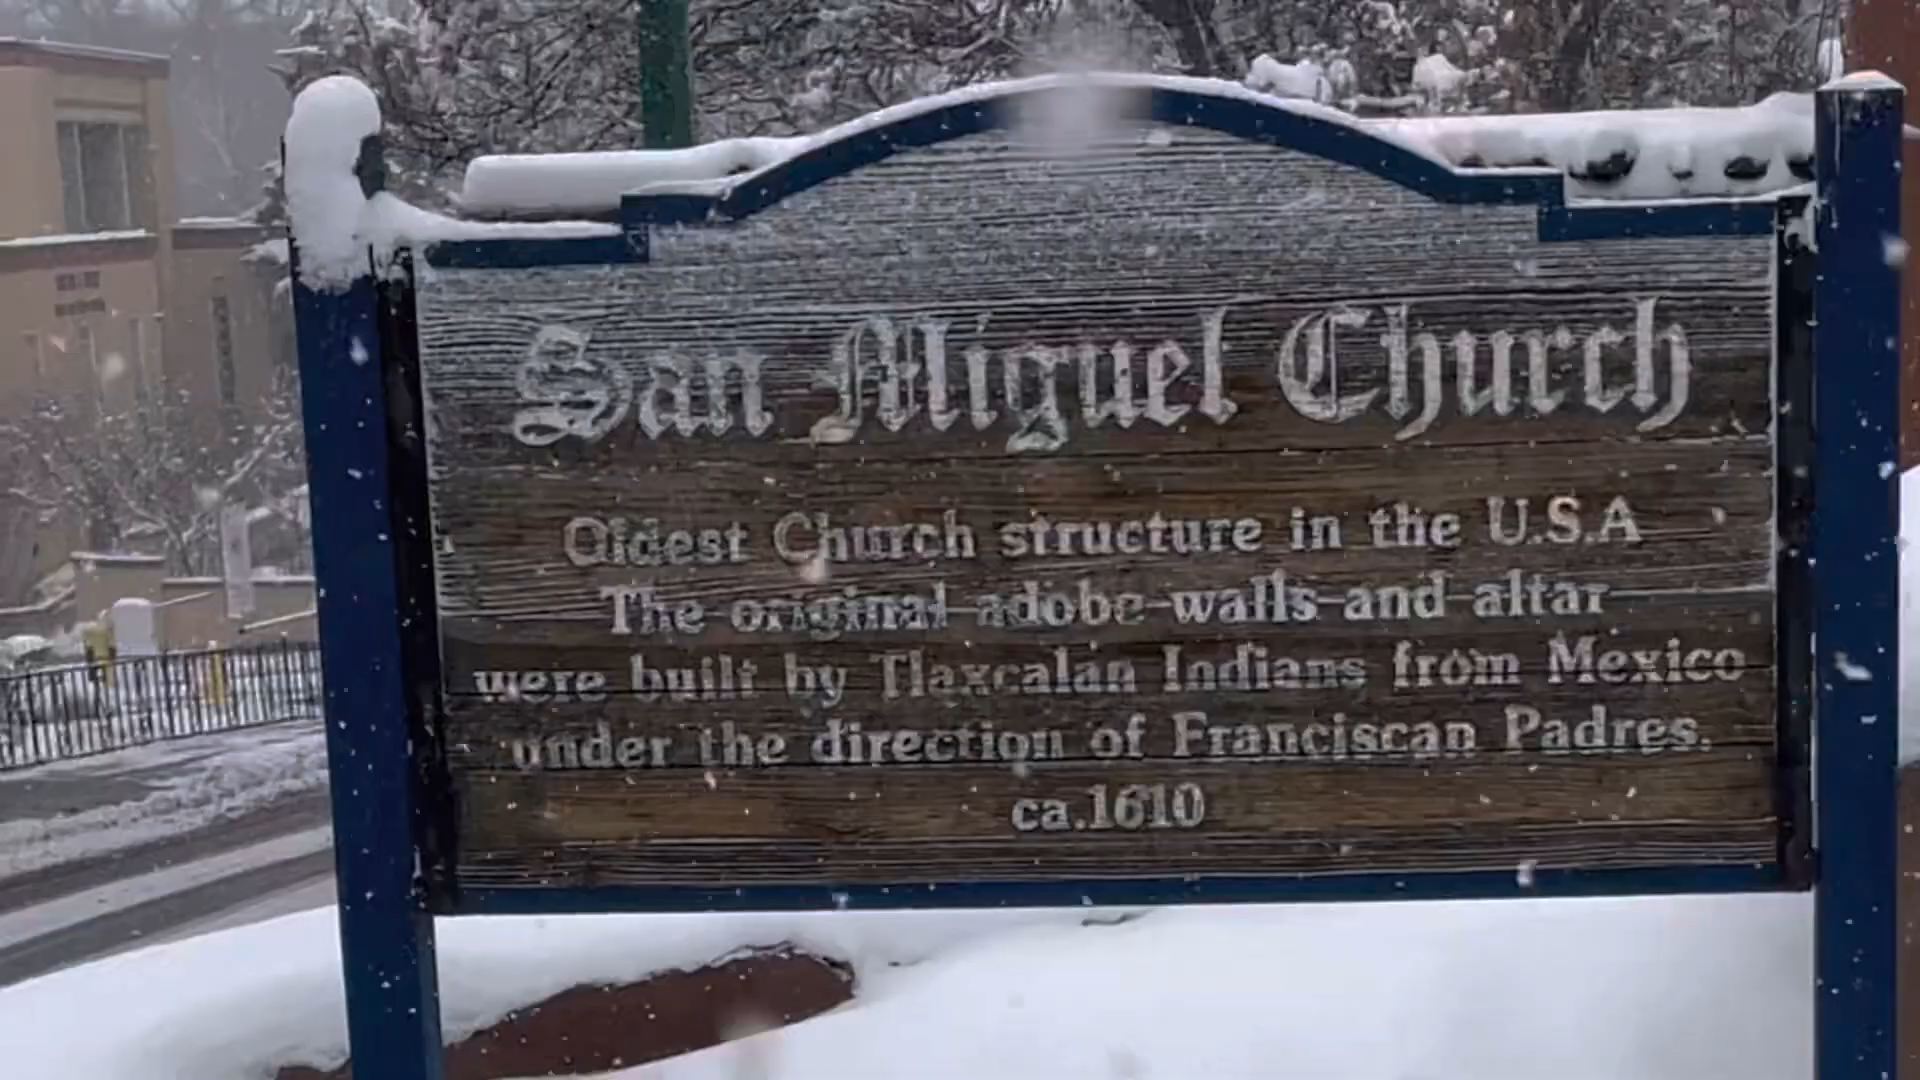 San Miguel Church
Oldest Church structure in the U.S.A
The original adobe walls and altar
were built by Tlaxcalan Indians from Mexico
under the direction of Franciscan Padres.
ca.1610